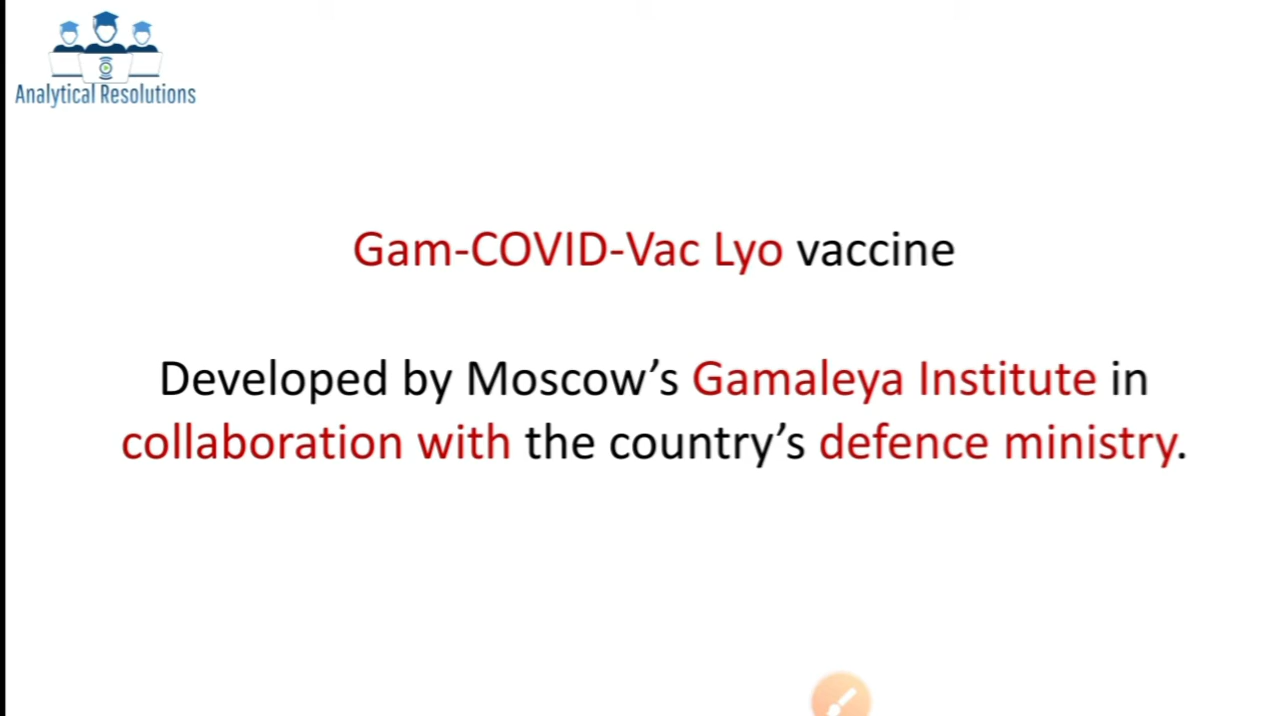 Analytical Resolutions
Gam-COVID-Vac Lyo vaccine
Developed by Moscow’s Gamaleya Institute in
collaboration with the country’s defence ministry.